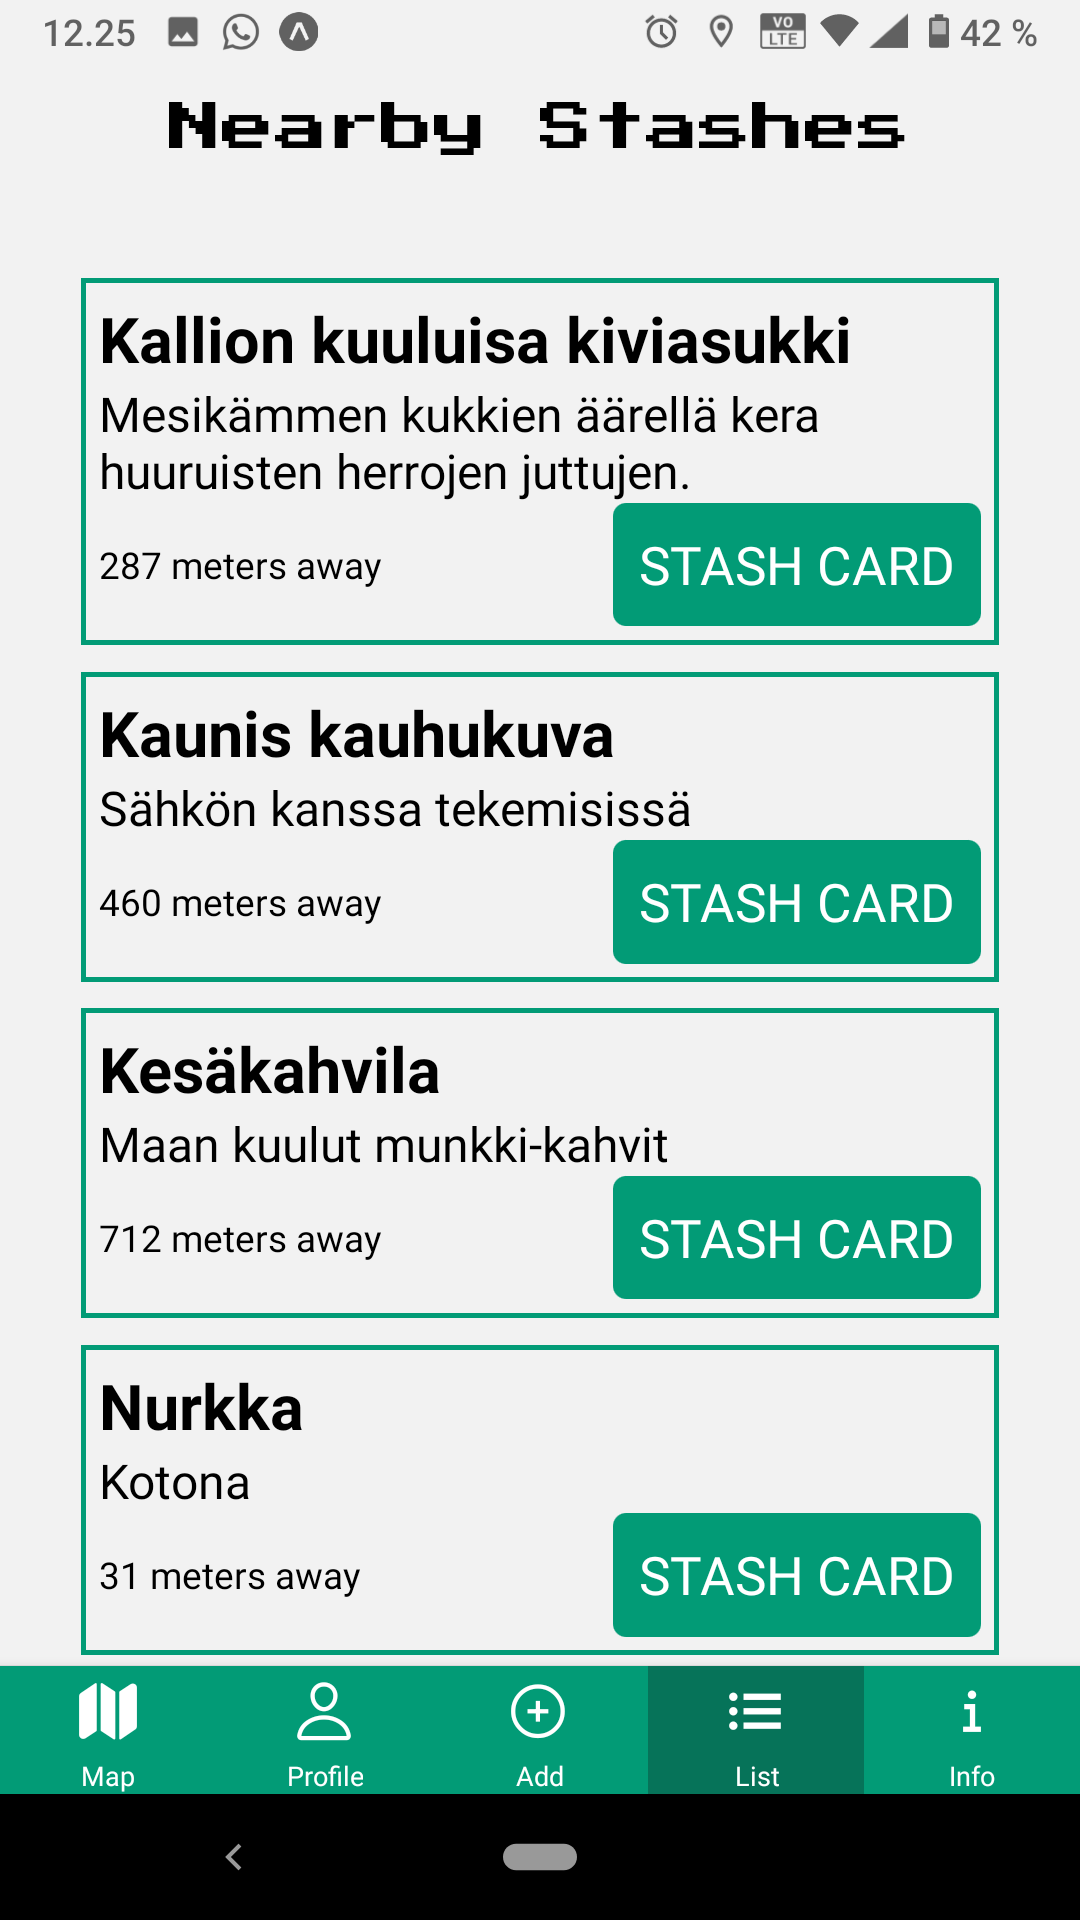 12.25
VO LTE
42 %
Nearby Stashes
Kallion kuuluisa kiviasukki
Mesikämmen kukkien äärellä kera
huuruisten herrojen juttujen.
287 meters away
STASH CARD
Kaunis kauhukuva
Sähkön kanssa tekemisissä
460 meters away
STASH CARD
Kesäkahvila
Maan kuulut munkki-kahvit
712 meters away
STASH CARD
Nurkka
Kotona
31 meters away
STASH CARD
Map
Profile
Add
List
Info